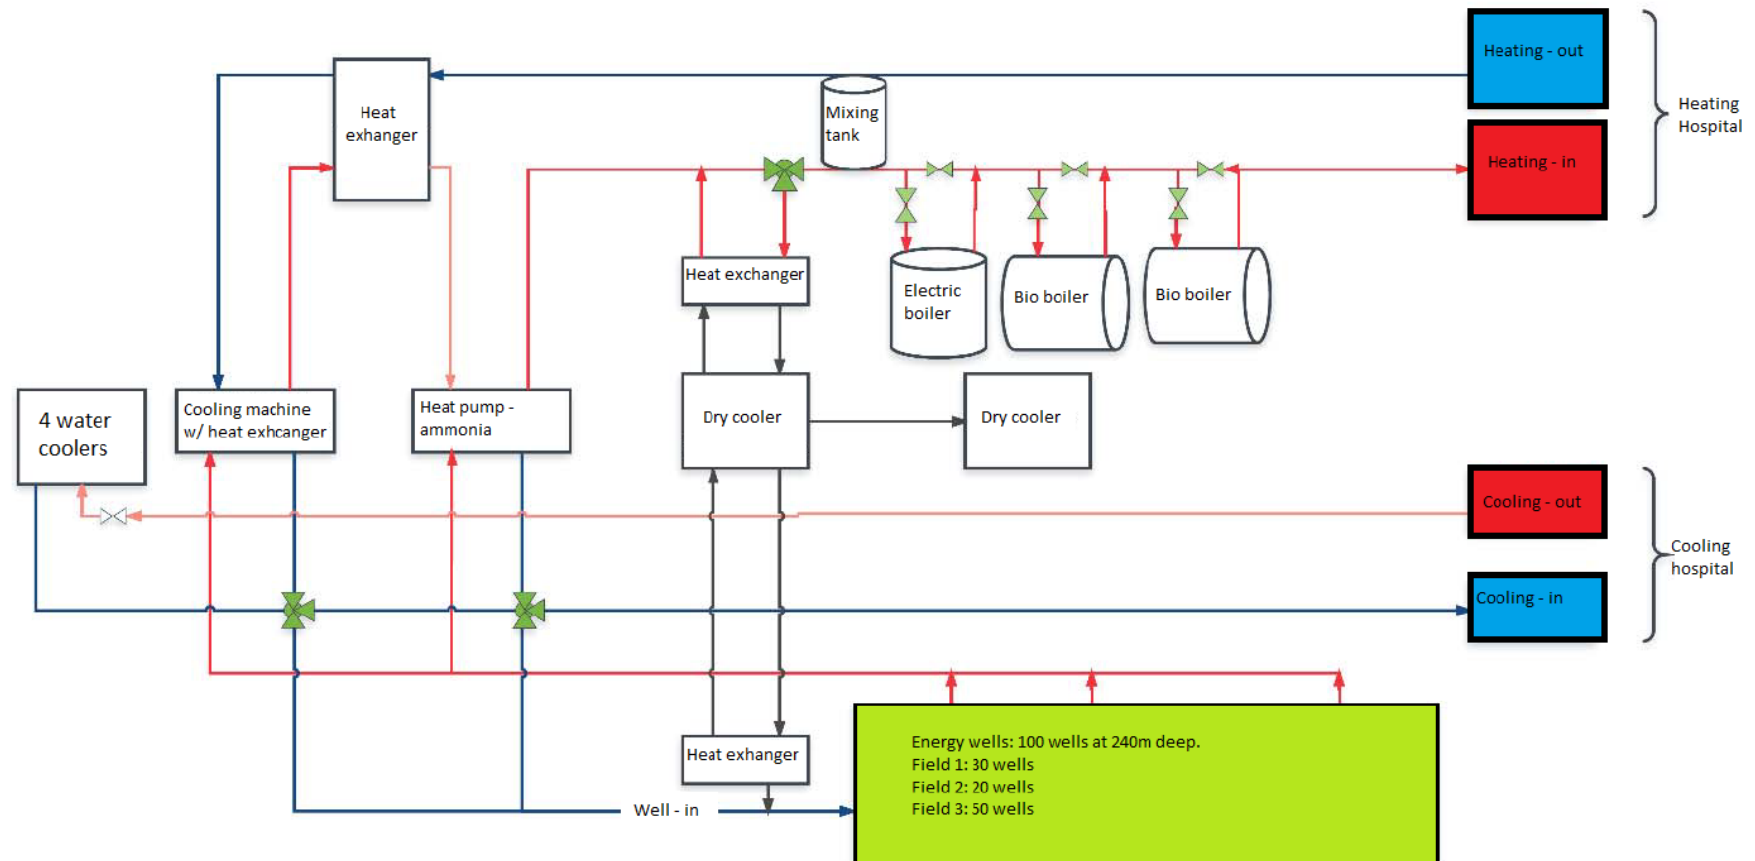 Heating - out
Heat
exhanger
Mixing
tank
Heating
Hospital
Heating - in
Heat exchanger
Electric
boiler
Bio boiler
Bio boiler
4 water
coolers
Cooling machine
w/ heat exhcanger
Heat pump -
ammonia
Dry cooler
Dry cooler
Cooling - out
Cooling
hospital
Cooling - in
Heat exhanger
Energy wells: 100 wells at 240m deep.
Field 1: 30 wells
Field 2: 20 wells
Field 3: 50 wells
Well - in